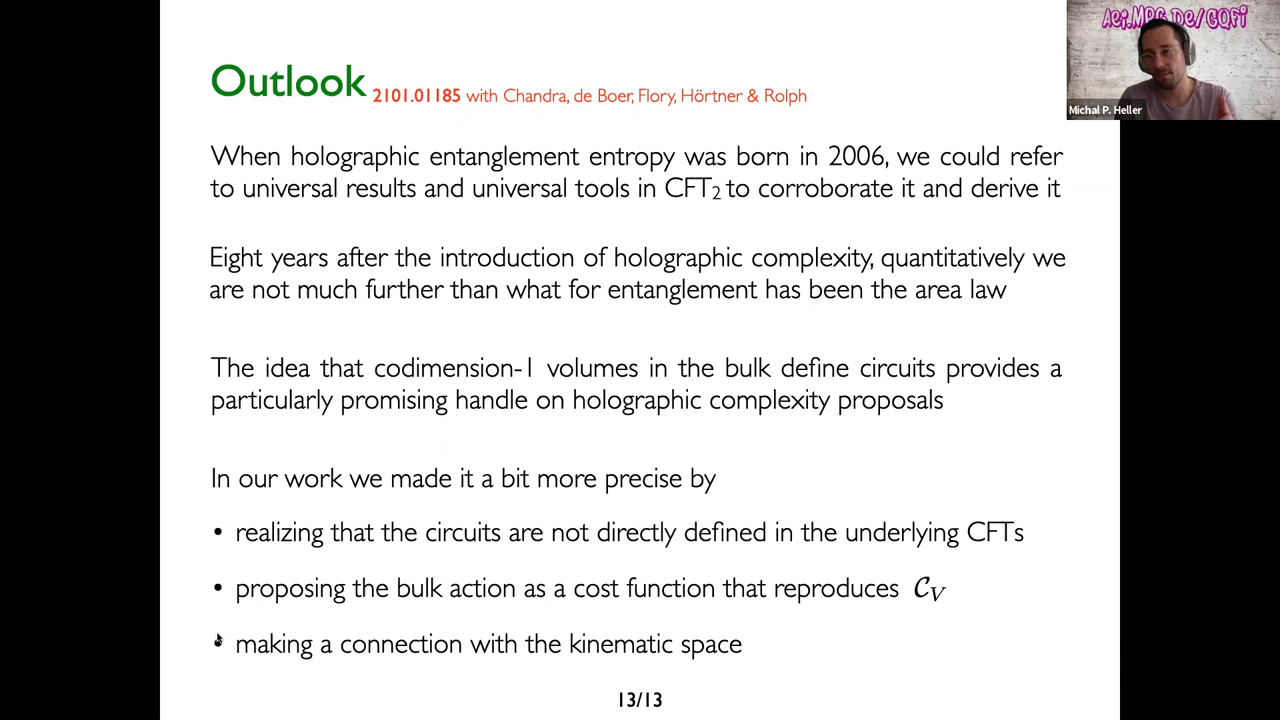 Aei.MPG.De/GQFi
Michal P. Heller
Outlook 2101.01185 with Chandra, de Boer, Flory, Hörtner & Rolph
When holographic entanglement entropy was born in 2006, we could refer
to universal results and universal tools in CFT₂ to corroborate it and derive it
Eight years after the introduction of holographic complexity, quantitatively we
are not much further than what for entanglement has been the area law
The idea that codimension-1 volumes in the bulk define circuits provides a
particularly promising handle on holographic complexity proposals
In our work we made it a bit more precise by
• realizing that the circuits are not directly defined in the underlying CFTs
• proposing the bulk action as a cost function that reproduces 𝒞_V
• making a connection with the kinematic space
13/13